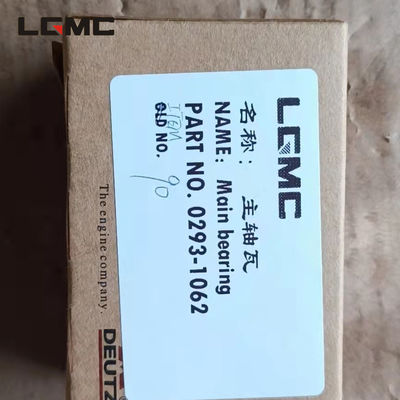 LGMC
LGMC
名称：主轴瓦
NAME: Main bearing
PART NO. 0293-1062
OLD NO.
90
The engine company.
DEUTZ